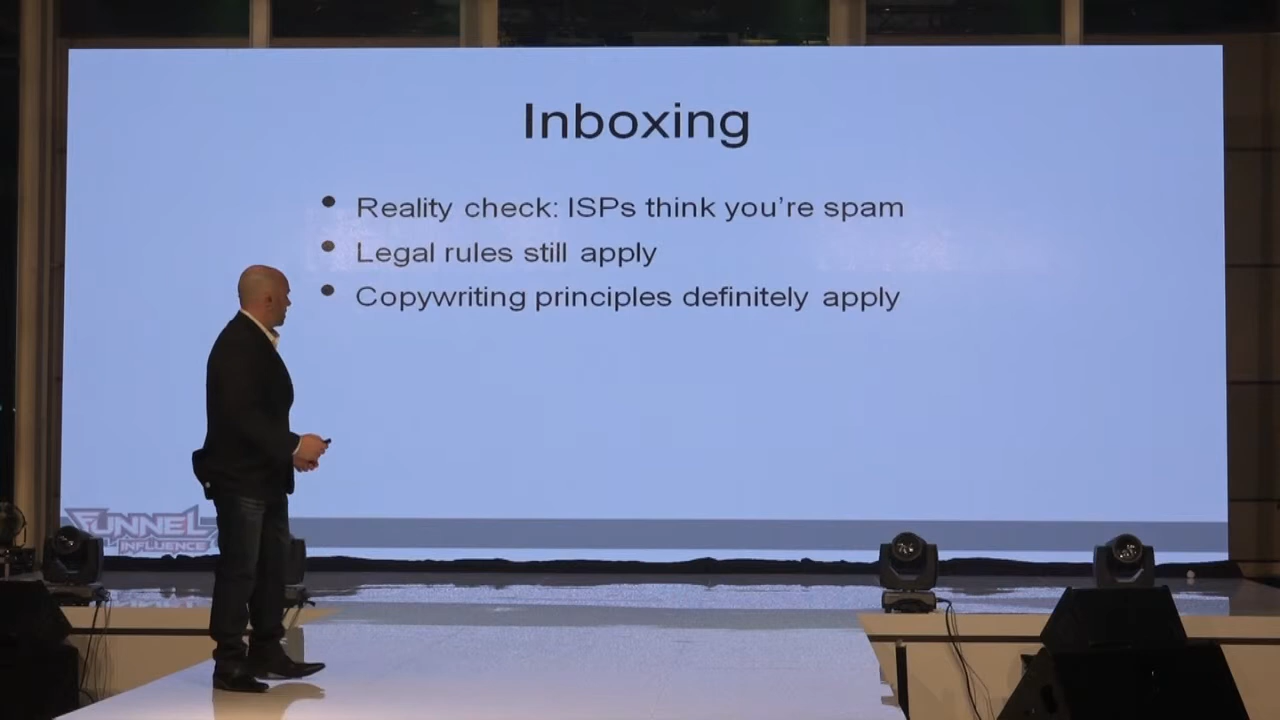 Inboxing
• Reality check: ISPs think you're spam
• Legal rules still apply
• Copywriting principles definitely apply
FUNNEL
INFLUENCE